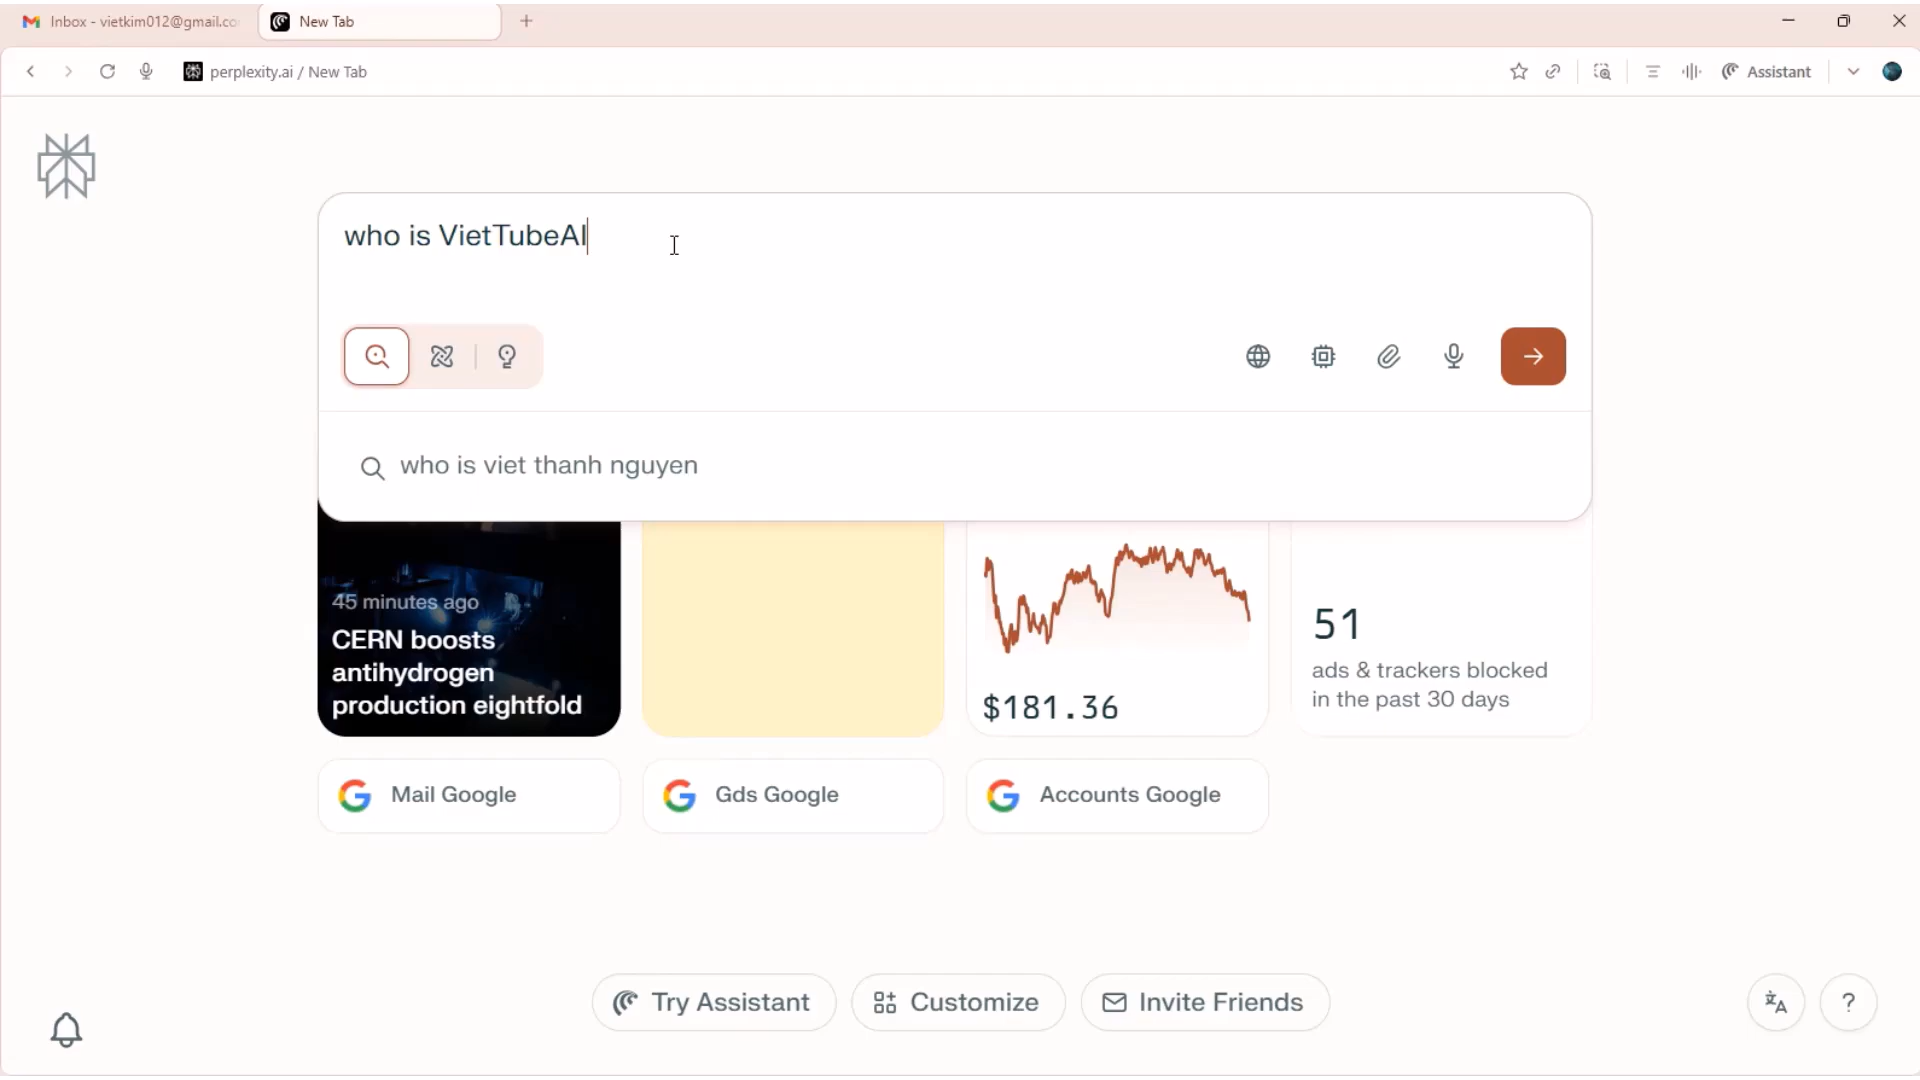 Inbox - vietkim012@gmail.co
New Tab
perplexity.ai / New Tab
Assistant
who is VietTubeAI
who is viet thanh nguyen
45 minutes ago
CERN boosts
antihydrogen
production eightfold
$181.36
51
ads & trackers blocked
in the past 30 days
Mail Google
Gds Google
Accounts Google
Try Assistant
Customize
Invite Friends
?